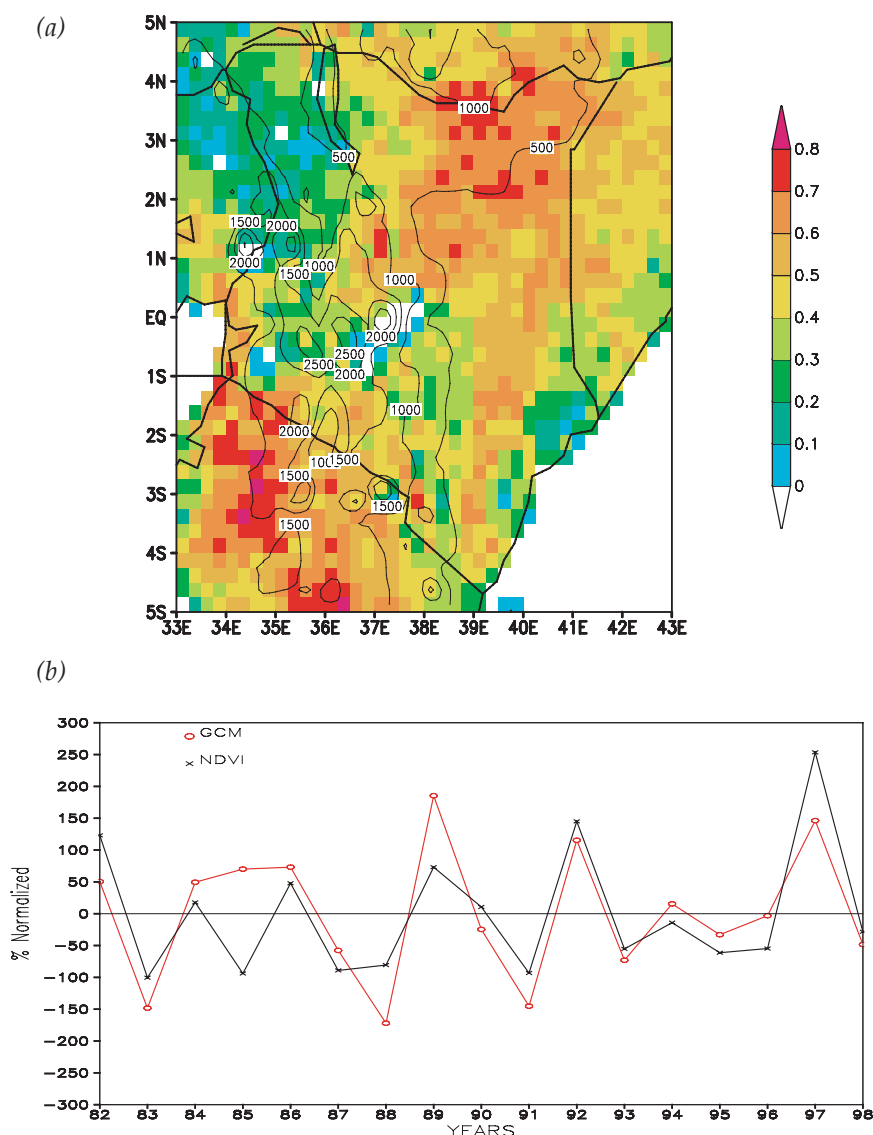 (a)
5N
4N
3N
2N
1N
EQ
1S
2S
3S
4S
5S
33E 34E 35E 36E 37E 38E 39E 40E 41E 42E 43E
1000
500
500
1500
2000
2000
1500
1000
1000
2000
2500
2500
2000
1000
2000
1000
1500
1500
1500
1500
0.8
0.7
0.6
0.5
0.4
0.3
0.2
0.1
0
(b)
300
250
200
150
100
50
0
-50
-100
-150
-200
-250
-300
% Normalized
GCM
NDVI
82 83 84 85 86 87 88 89 90 91 92 93 94 95 96 97 98
YEARS